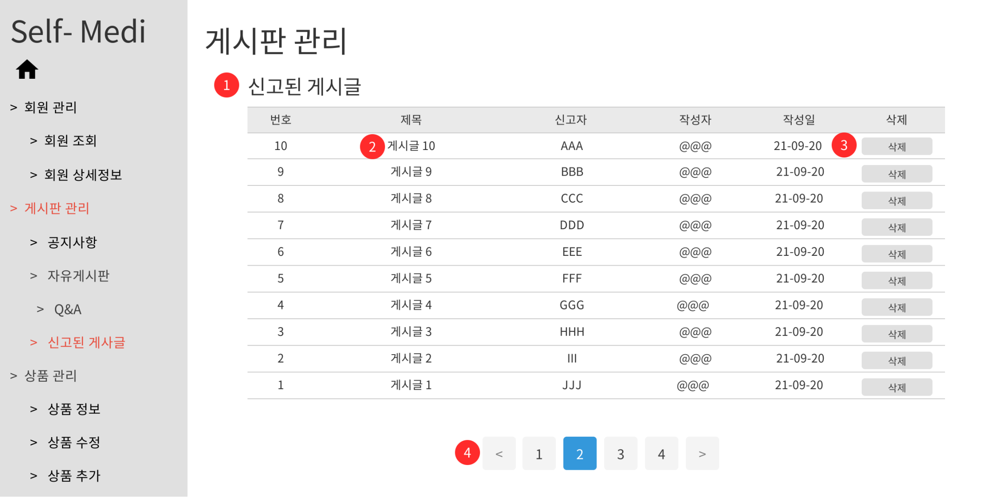 Self- Medi
> 회원 관리
> 회원 조회
> 회원 상세정보
> 게시판 관리
> 공지사항
> 자유게시판
> Q&A
> 신고된 게사글
> 상품 관리
> 상품 정보
> 상품 수정
> 상품 추가
게시판 관리
1 신고된 게시글
번호 제목 신고자 작성자 작성일 삭제
10 2 게시글 10 AAA @@@ 21-09-20 3 삭제
9 게시글 9 BBB @@@ 21-09-20 삭제
8 게시글 8 CCC @@@ 21-09-20 삭제
7 게시글 7 DDD @@@ 21-09-20 삭제
6 게시글 6 EEE @@@ 21-09-20 삭제
5 게시글 5 FFF @@@ 21-09-20 삭제
4 게시글 4 GGG @@@ 21-09-20 삭제
3 게시글 3 HHH @@@ 21-09-20 삭제
2 게시글 2 III @@@ 21-09-20 삭제
1 게시글 1 JJJ @@@ 21-09-20 삭제
4 < 1 2 3 4 >